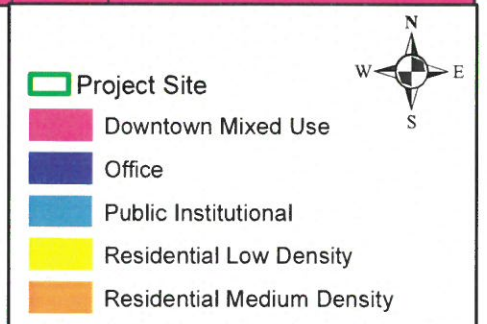 N
W E
S
Project Site
Downtown Mixed Use
Office
Public Institutional
Residential Low Density
Residential Medium Density